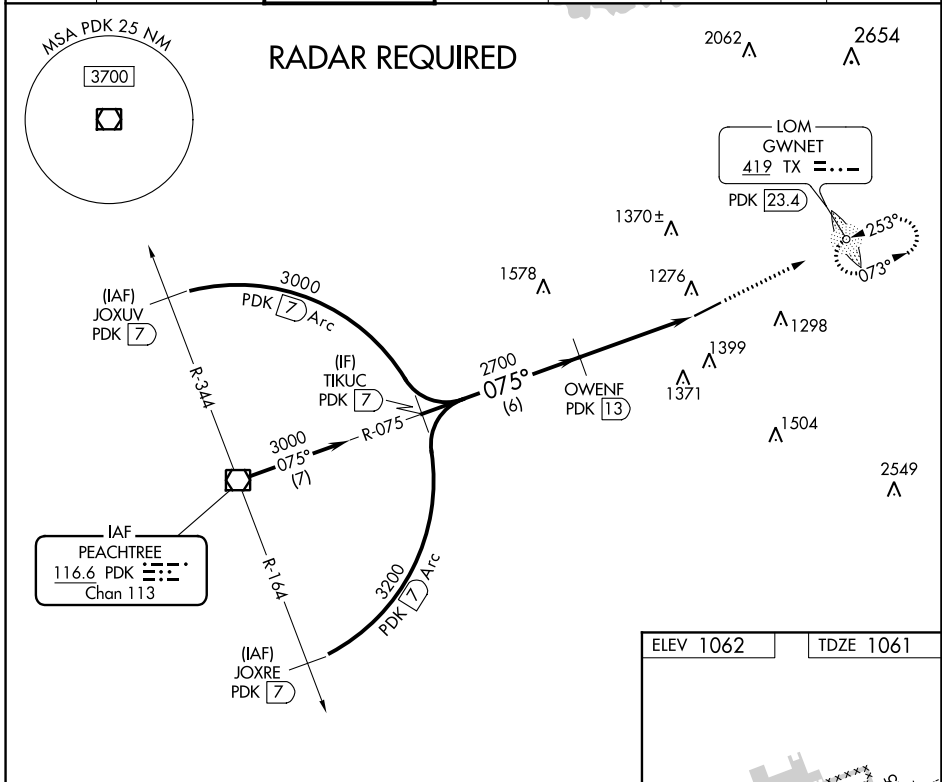 MSA PDK 25 NM
3700
RADAR REQUIRED
2062
2654
LOM
GWNET
419 TX
PDK 23.4
253°
073°
1370±
1578
1276
1298
1399
1371
1504
2549
(IAF)
JOXUV
PDK 7
3000
PDK 7 Arc
(IF)
TIKUC
PDK 7
2700
075°
(6)
OWENF
PDK 13
R-344
R-075
3000
075°
(7)
IAF
PEACHTREE
116.6 PDK
Chan 113
R-164
3200
PDK 7 Arc
(IAF)
JOXRE
PDK 7
ELEV 1062
TDZE 1061